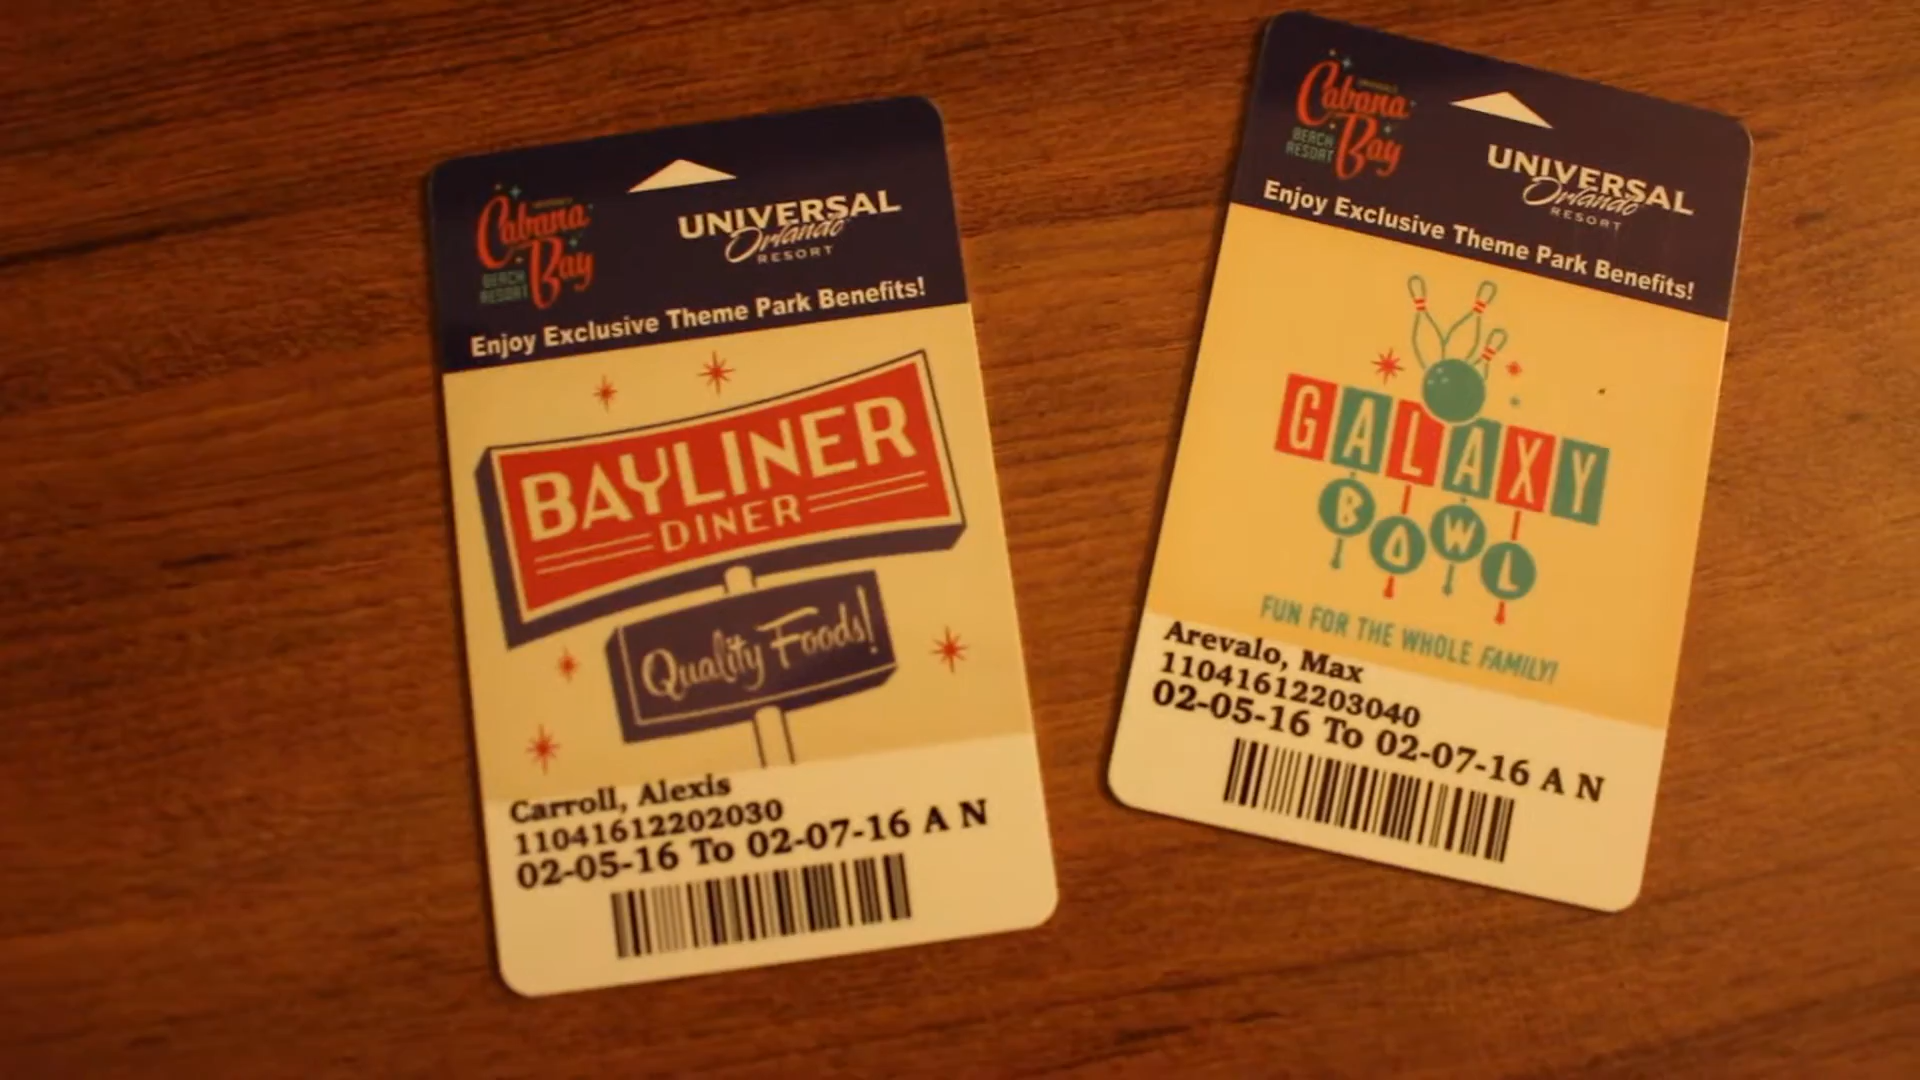 Cabana
Bay
BEACH
RESORT
UNIVERSAL
Orlando
RESORT
Enjoy Exclusive Theme Park Benefits!
BAYLINER
DINER
Quality Foods!
Carroll, Alexis
11041612202030
02-05-16 To 02-07-16 A N
Cabana
Bay
BEACH
RESORT
UNIVERSAL
Orlando
RESORT
Enjoy Exclusive Theme Park Benefits!
GALAXY
BOWL
FUN FOR THE WHOLE FAMILY!
Arevalo, Max
11041612203040
02-05-16 To 02-07-16 A N